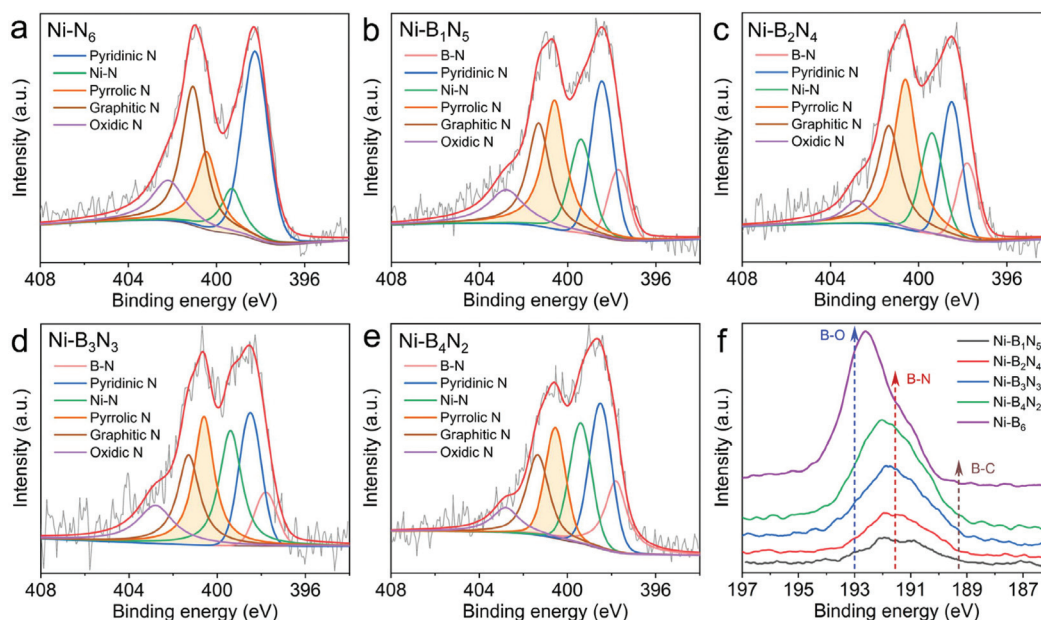 a
Ni-N6
Pyridinic N
Ni-N
Pyrrolic N
Graphitic N
Oxidic N
Intensity (a.u.)
408 404 400 396
Binding energy (eV)
b
Ni-B1N5
B-N
Pyridinic N
Ni-N
Pyrrolic N
Graphitic N
Oxidic N
Intensity (a.u.)
408 404 400 396
Binding energy (eV)
c
Ni-B2N4
B-N
Pyridinic N
Ni-N
Pyrrolic N
Graphitic N
Oxidic N
Intensity (a.u.)
408 404 400 396
Binding energy (eV)
d
Ni-B3N3
B-N
Pyridinic N
Ni-N
Pyrrolic N
Graphitic N
Oxidic N
Intensity (a.u.)
408 404 400 396
Binding energy (eV)
e
Ni-B4N2
B-N
Pyridinic N
Ni-N
Pyrrolic N
Graphitic N
Oxidic N
Intensity (a.u.)
408 404 400 396
Binding energy (eV)
f
B-O
B-N
B-C
Ni-B1N5
Ni-B2N4
Ni-B3N3
Ni-B4N2
Ni-B6
Intensity (a.u.)
197 195 193 191 189 187
Binding energy (eV)